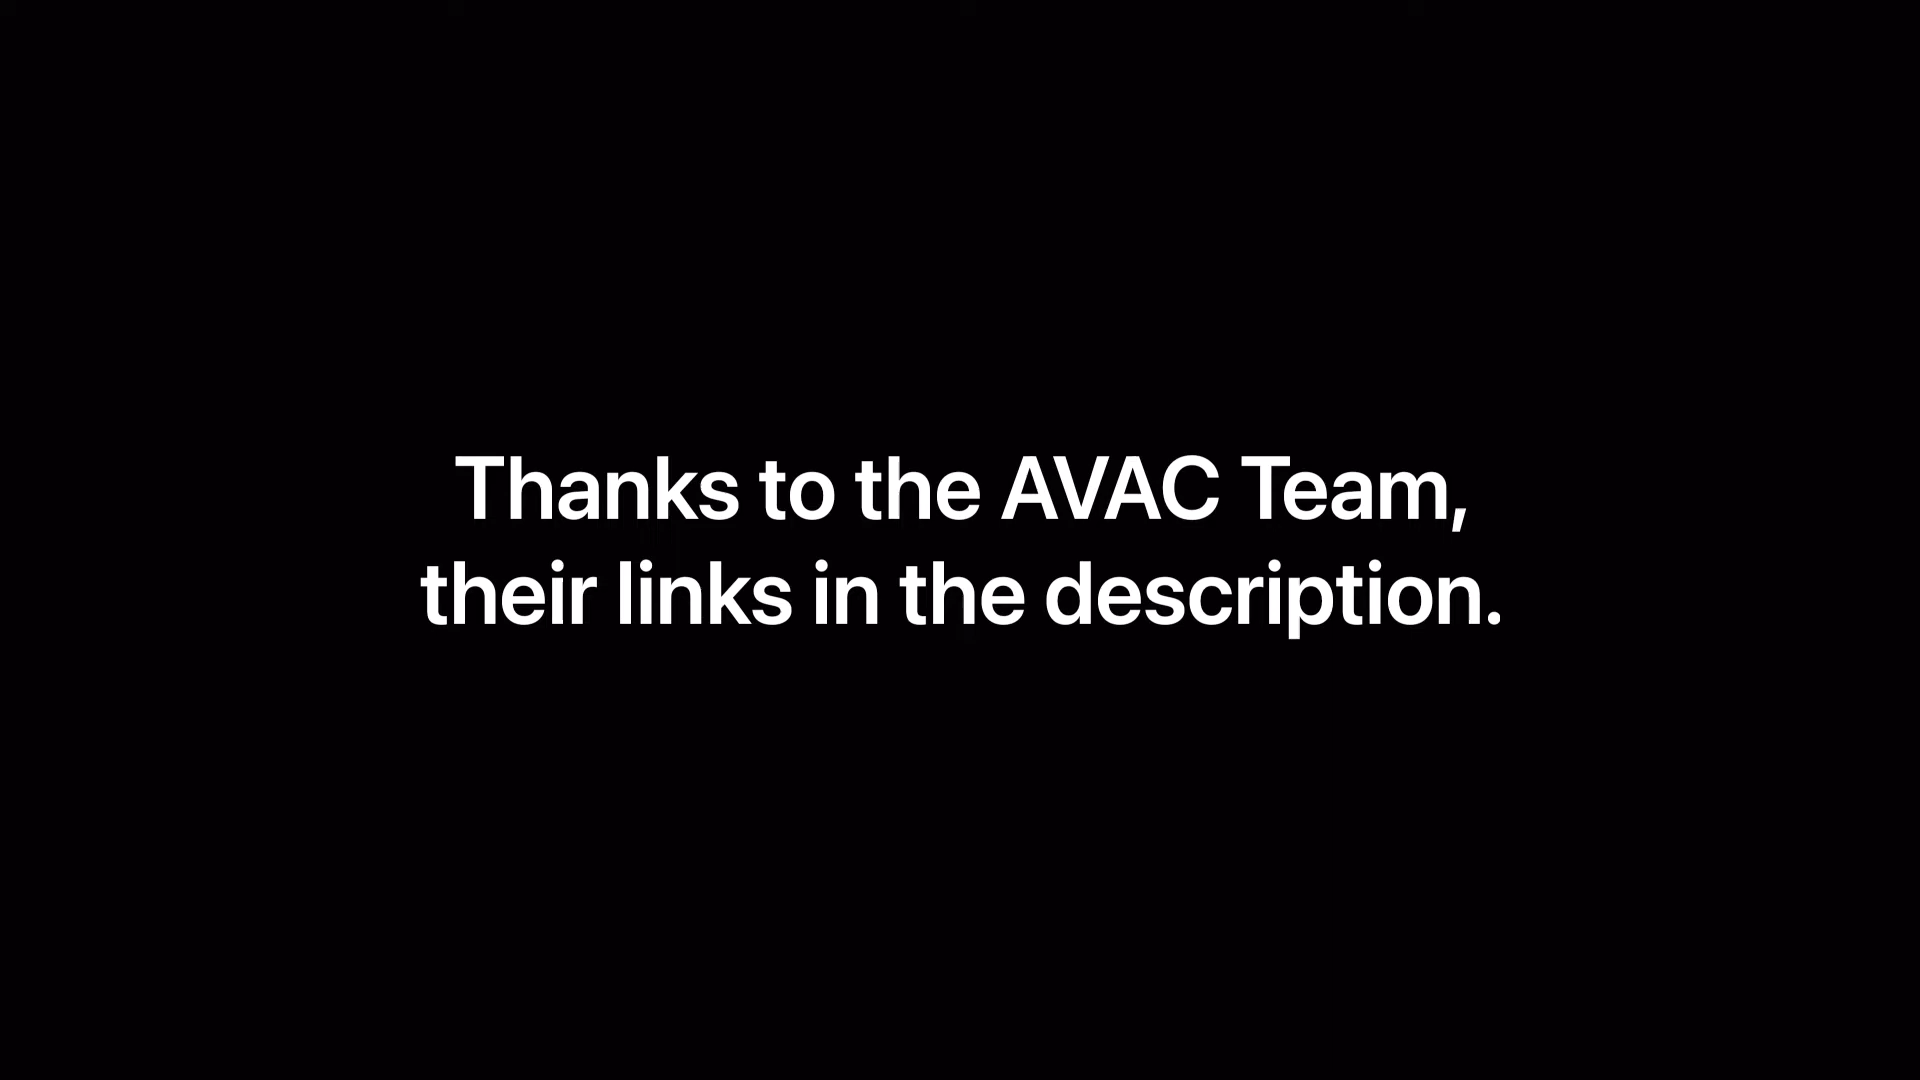 Thanks to the AVAC Team,
their links in the description.